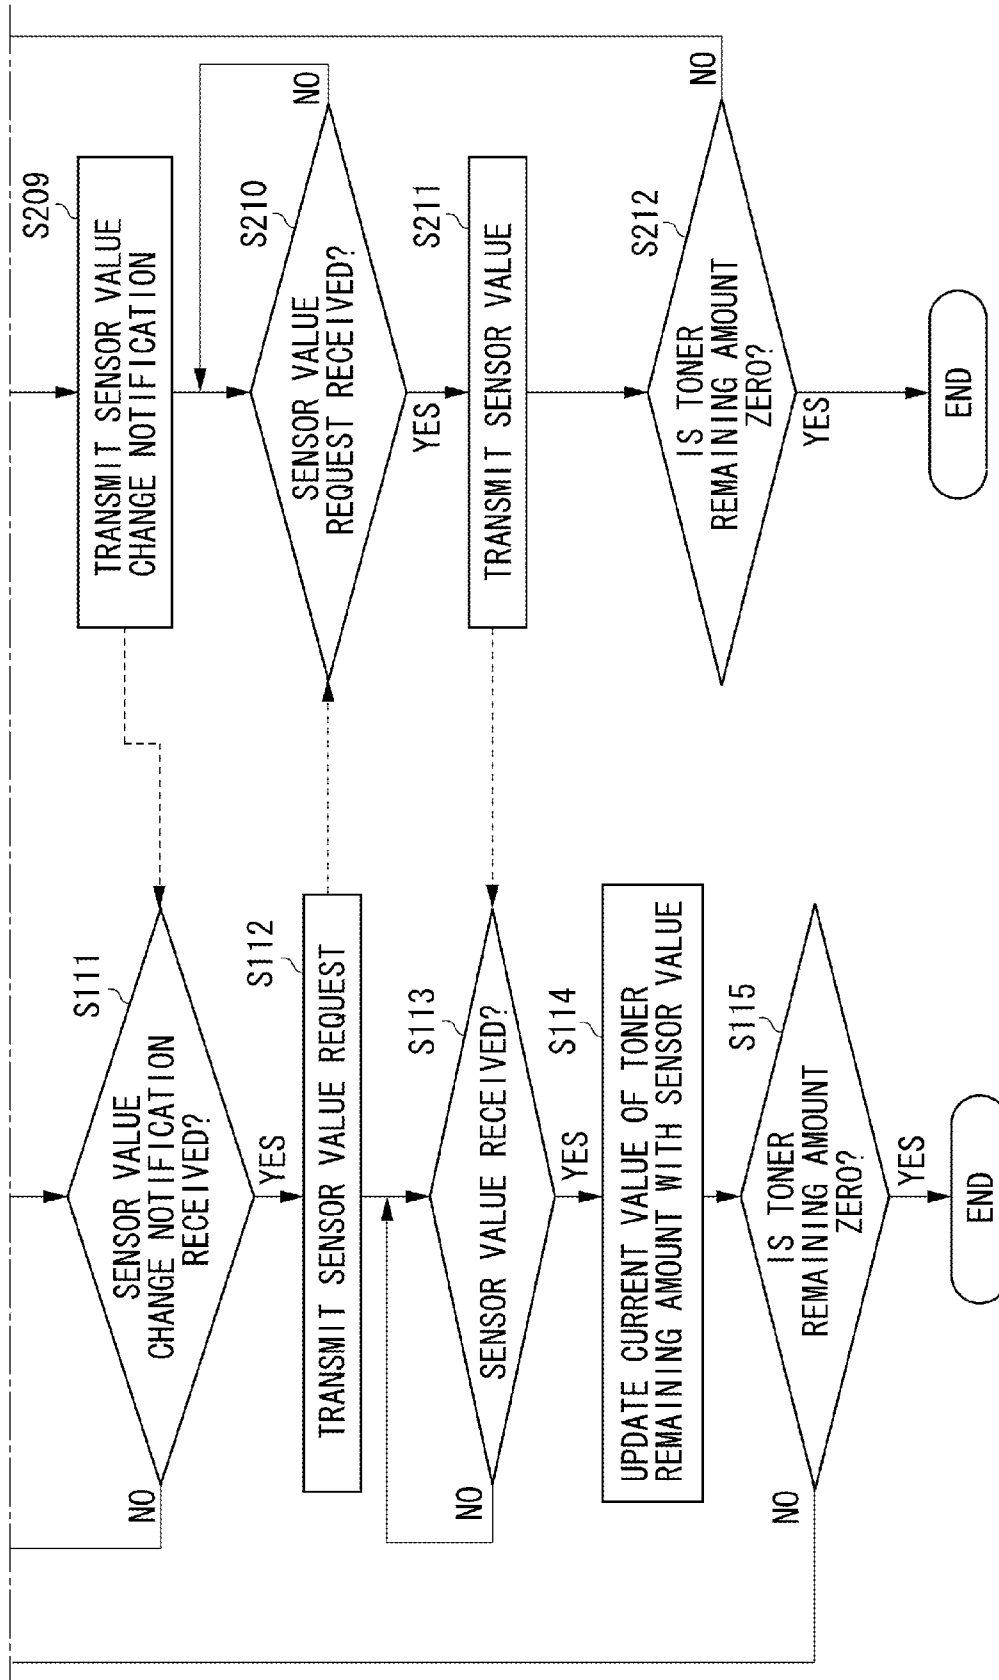 S111
SENSOR VALUE
CHANGE NOTIFICATION
RECEIVED?
NO
YES
S112
TRANSMIT SENSOR VALUE REQUEST
S113
SENSOR VALUE RECEIVED?
NO
YES
S114
UPDATE CURRENT VALUE OF TONER
REMAINING AMOUNT WITH SENSOR VALUE
S115
IS TONER
REMAINING AMOUNT
ZERO?
NO
YES
END
S209
TRANSMIT SENSOR VALUE
CHANGE NOTIFICATION
S210
SENSOR VALUE
REQUEST RECEIVED?
NO
YES
S211
TRANSMIT SENSOR VALUE
S212
IS TONER
REMAINING AMOUNT
ZERO?
NO
YES
END